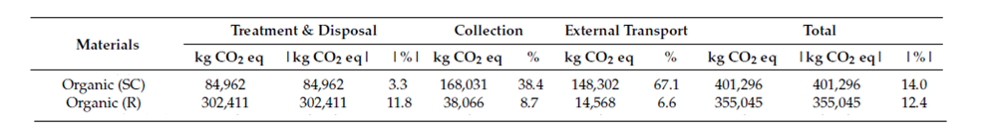 Materials Treatment & Disposal Collection External Transport Total
kg CO2 eq |kg CO2 eq| |%| kg CO2 eq % kg CO2 eq % kg CO2 eq |kg CO2 eq| |%|
Organic (SC) 84,962 84,962 3.3 168,031 38.4 148,302 67.1 401,296 401,296 14.0
Organic (R) 302,411 302,411 11.8 38,066 8.7 14,568 6.6 355,045 355,045 12.4